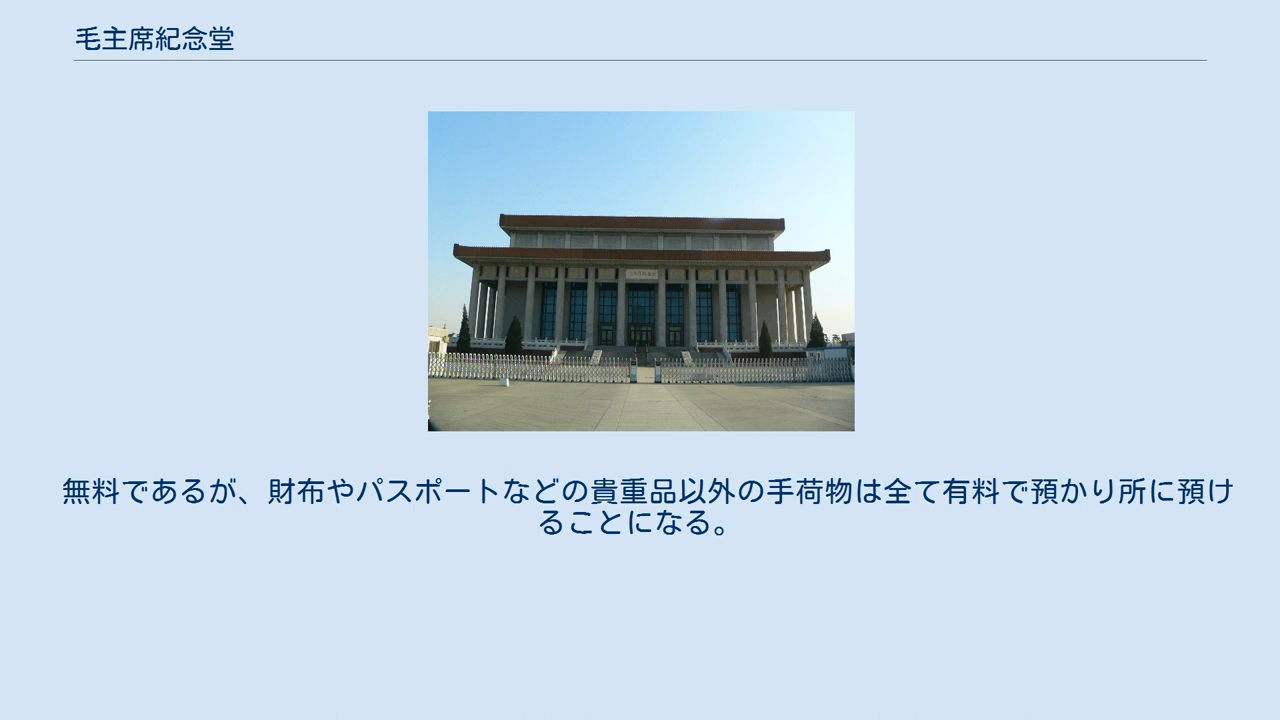 毛主席紀念堂
無料であるが、財布やパスポートなどの貴重品以外の手荷物は全て有料で預かり所に預け
ることになる。